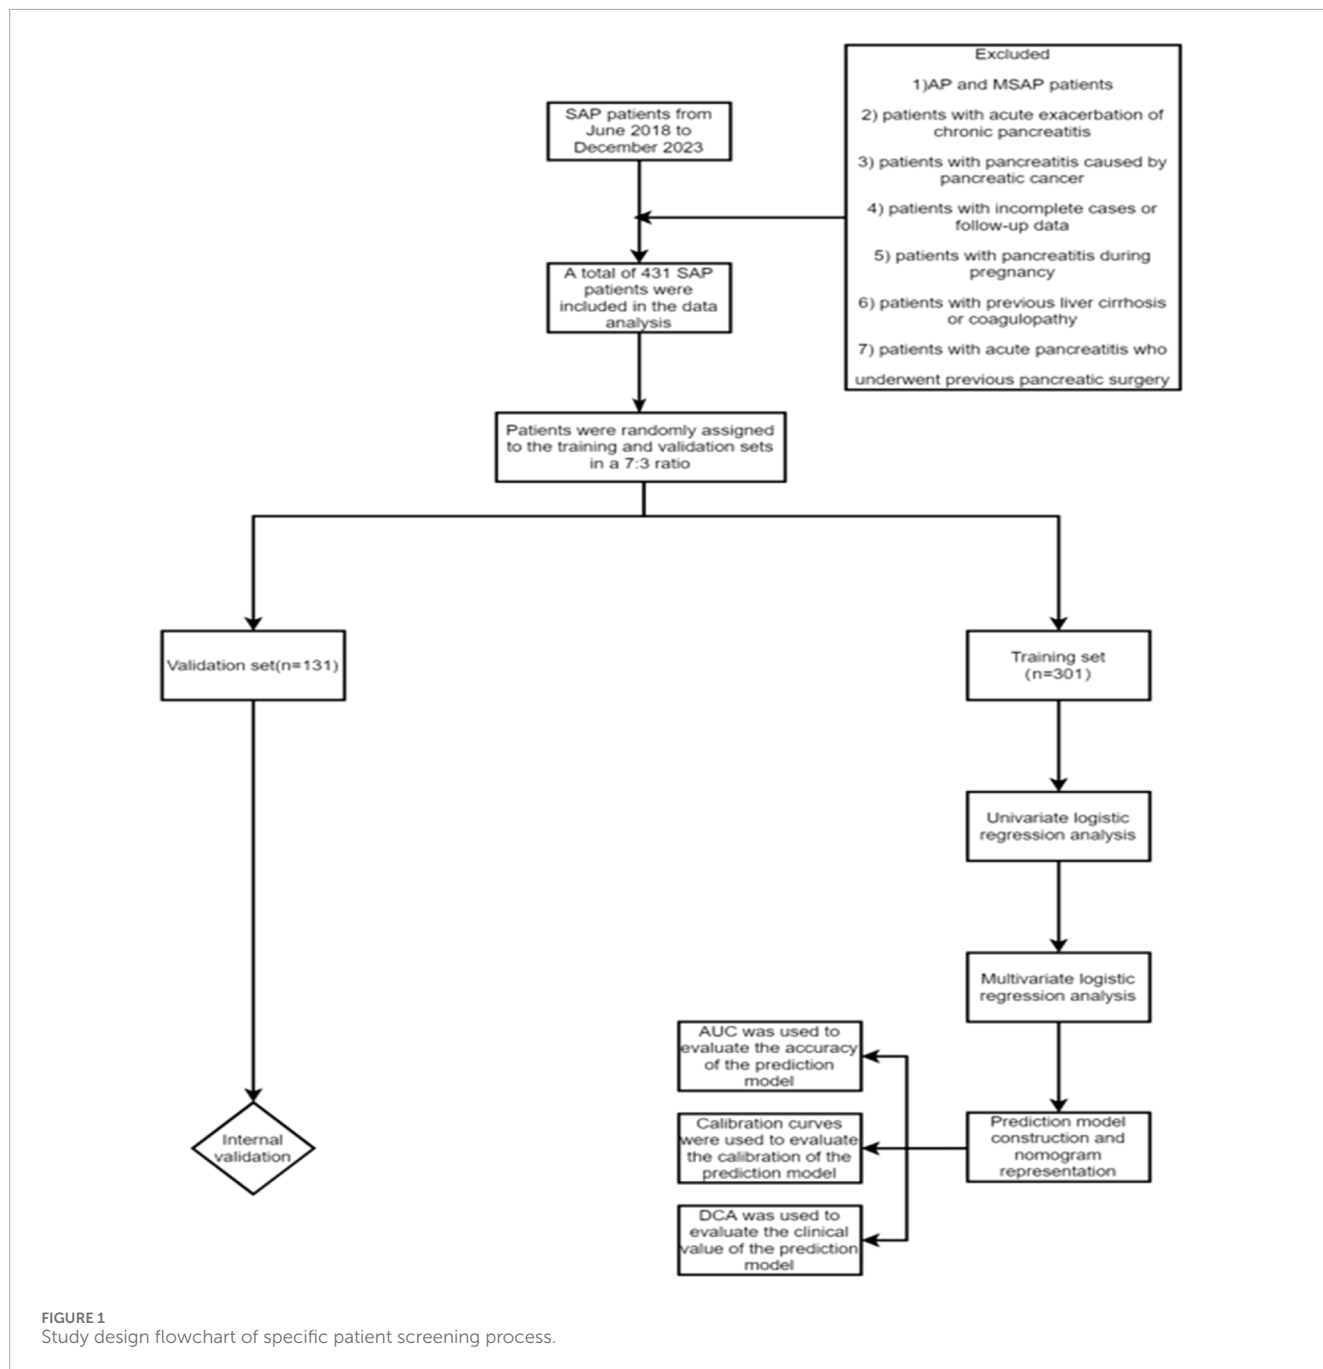 SAP patients from
June 2018 to
December 2023
Excluded
1)AP and MSAP patients
2) patients with acute exacerbation of
chronic pancreatitis
3) patients with pancreatitis caused by
pancreatic cancer
4) patients with incomplete cases or
follow-up data
5) patients with pancreatitis during
pregnancy
6) patients with previous liver cirrhosis
or coagulopathy
7) patients with acute pancreatitis who
underwent previous pancreatic surgery
A total of 431 SAP
patients were
included in the data
analysis
Patients were randomly assigned
to the training and validation sets
in a 7:3 ratio
Validation set(n=131)
Training set
(n=301)
Univariate logistic
regression analysis
Multivariate logistic
regression analysis
Prediction model
construction and
nomogram
representation
AUC was used to
evaluate the accuracy
of the prediction
model
Calibration curves
were used to evaluate
the calibration of the
prediction model
DCA was used to
evaluate the clinical
value of the prediction
model
Internal
validation
FIGURE 1
Study design flowchart of specific patient screening process.